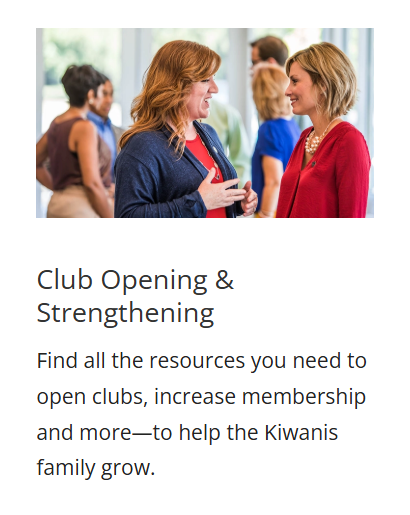 Club Opening &
Strengthening
Find all the resources you need to
open clubs, increase membership
and more—to help the Kiwanis
family grow.